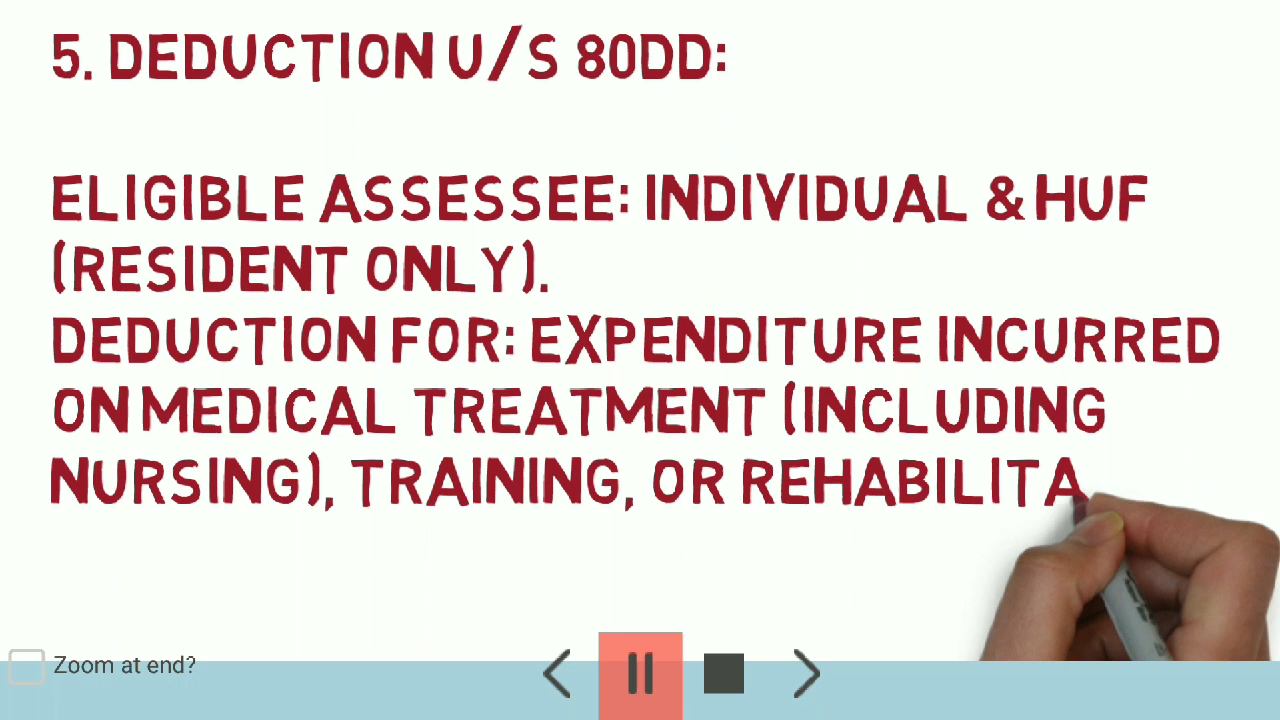 5. DEDUCTION U/S 80DD:
ELIGIBLE ASSESSEE: INDIVIDUAL & HUF
(RESIDENT ONLY).
DEDUCTION FOR: EXPENDITURE INCURRED
ON MEDICAL TREATMENT (INCLUDING
NURSING), TRAINING, OR REHABILITA
Zoom at end?